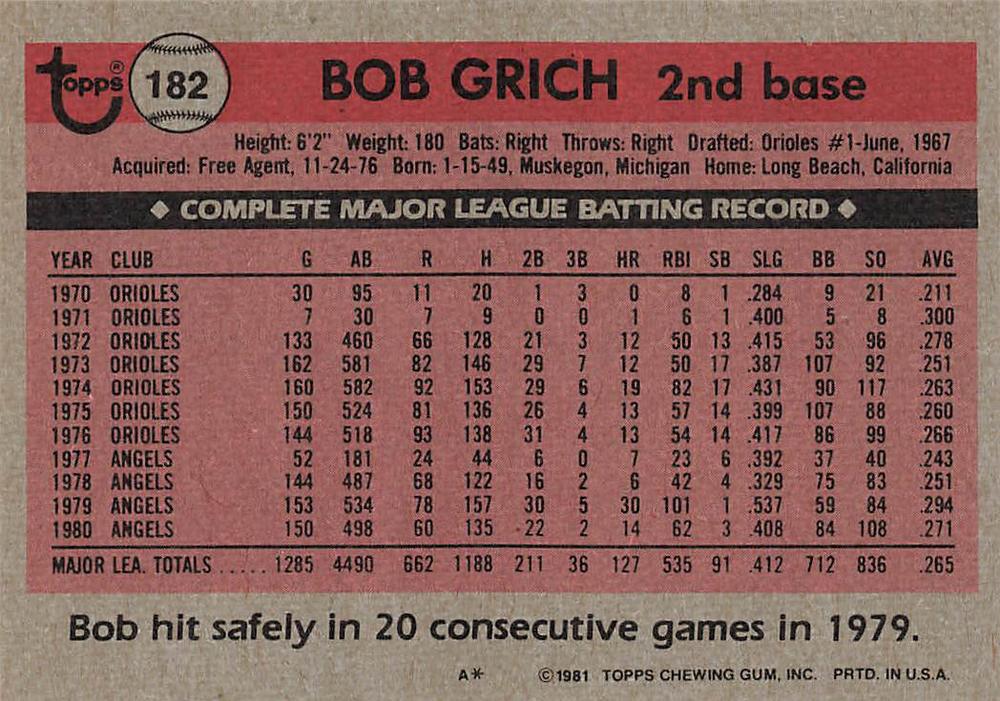 Topps® 182 BOB GRICH 2nd base
Height: 6'2" Weight: 180 Bats: Right Throws: Right Drafted: Orioles #1-June, 1967
Acquired: Free Agent, 11-24-76 Born: 1-15-49, Muskegon, Michigan Home: Long Beach, California
◆ COMPLETE MAJOR LEAGUE BATTING RECORD ◆
YEAR CLUB G AB R H 2B 3B HR RBI SB SLG BB SO AVG
1970 ORIOLES 30 95 11 20 1 3 0 8 1 .284 9 21 .211
1971 ORIOLES 7 30 7 9 0 0 1 6 1 .400 5 8 .300
1972 ORIOLES 133 460 66 128 21 3 12 50 13 .415 53 96 .278
1973 ORIOLES 162 581 82 146 29 7 12 50 17 .387 107 92 .251
1974 ORIOLES 160 582 92 153 29 6 19 82 17 .431 90 117 .263
1975 ORIOLES 150 524 81 136 26 4 13 57 14 .399 107 88 .260
1976 ORIOLES 144 518 93 138 31 4 13 54 14 .417 86 99 .266
1977 ANGELS 52 181 24 44 6 0 7 23 6 .392 37 40 .243
1978 ANGELS 144 487 68 122 16 2 6 42 4 .329 75 83 .251
1979 ANGELS 153 534 78 157 30 5 30 101 1 .537 59 84 .294
1980 ANGELS 150 498 60 135 22 2 14 62 3 .408 84 108 .271
MAJOR LEA. TOTALS ..... 1285 4490 662 1188 211 36 127 535 91 .412 712 836 .265
Bob hit safely in 20 consecutive games in 1979.
A* ©1981 TOPPS CHEWING GUM, INC. PRTD. IN U.S.A.